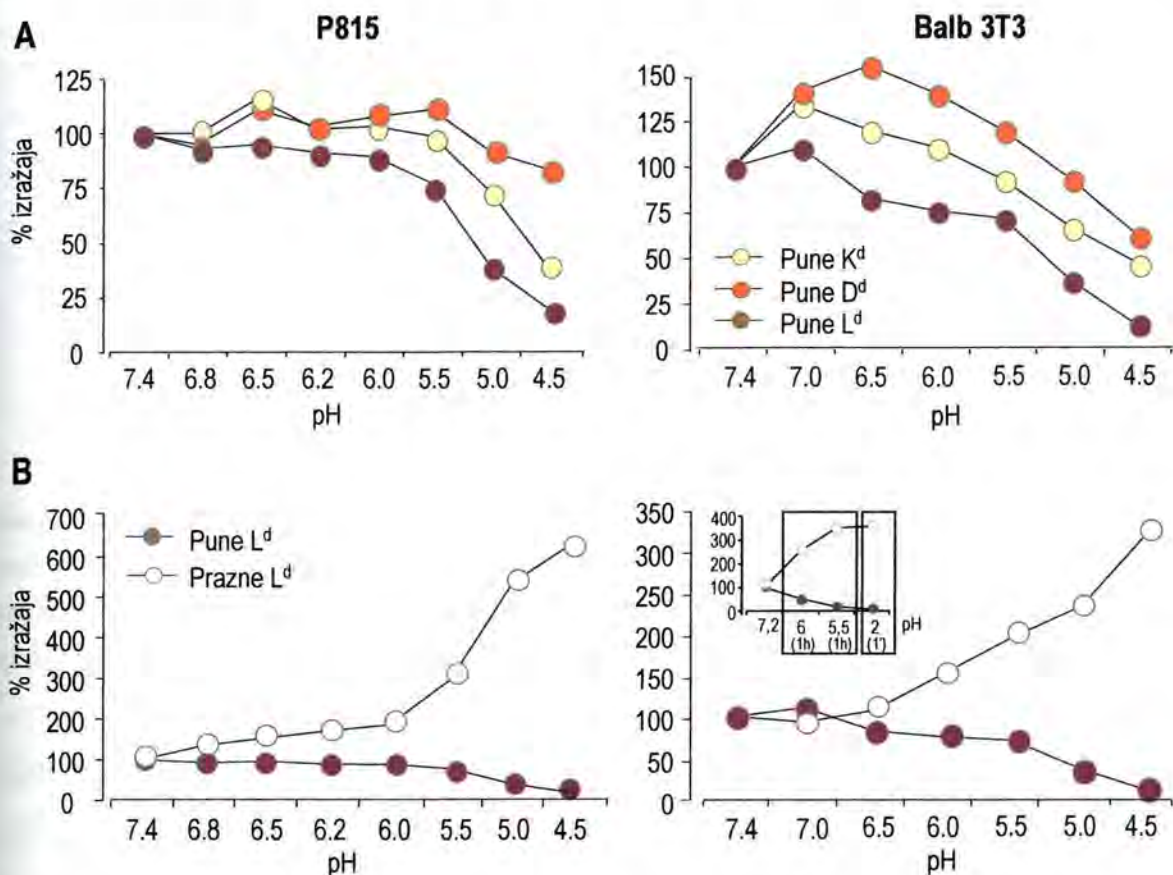 A
P815
% izražaja
125
100
75
50
25
0
7.4 6.8 6.5 6.2 6.0 5.5 5.0 4.5
pH
Balb 3T3
150
125
100
75
50
25
0
Pune Kᵈ
Pune Dᵈ
Pune Lᵈ
7.4 7.0 6.5 6.0 5.5 5.0 4.5
pH
B
% izražaja
700
600
500
400
300
200
100
0
Pune Lᵈ
Prazne Lᵈ
7.4 6.8 6.5 6.2 6.0 5.5 5.0 4.5
pH
350
300
250
200
150
100
50
0
400
300
200
100
0
7,2 6 5,5 2 pH
(1h) (1h) (1')
7.4 7.0 6.5 6.0 5.5 5.0 4.5
pH